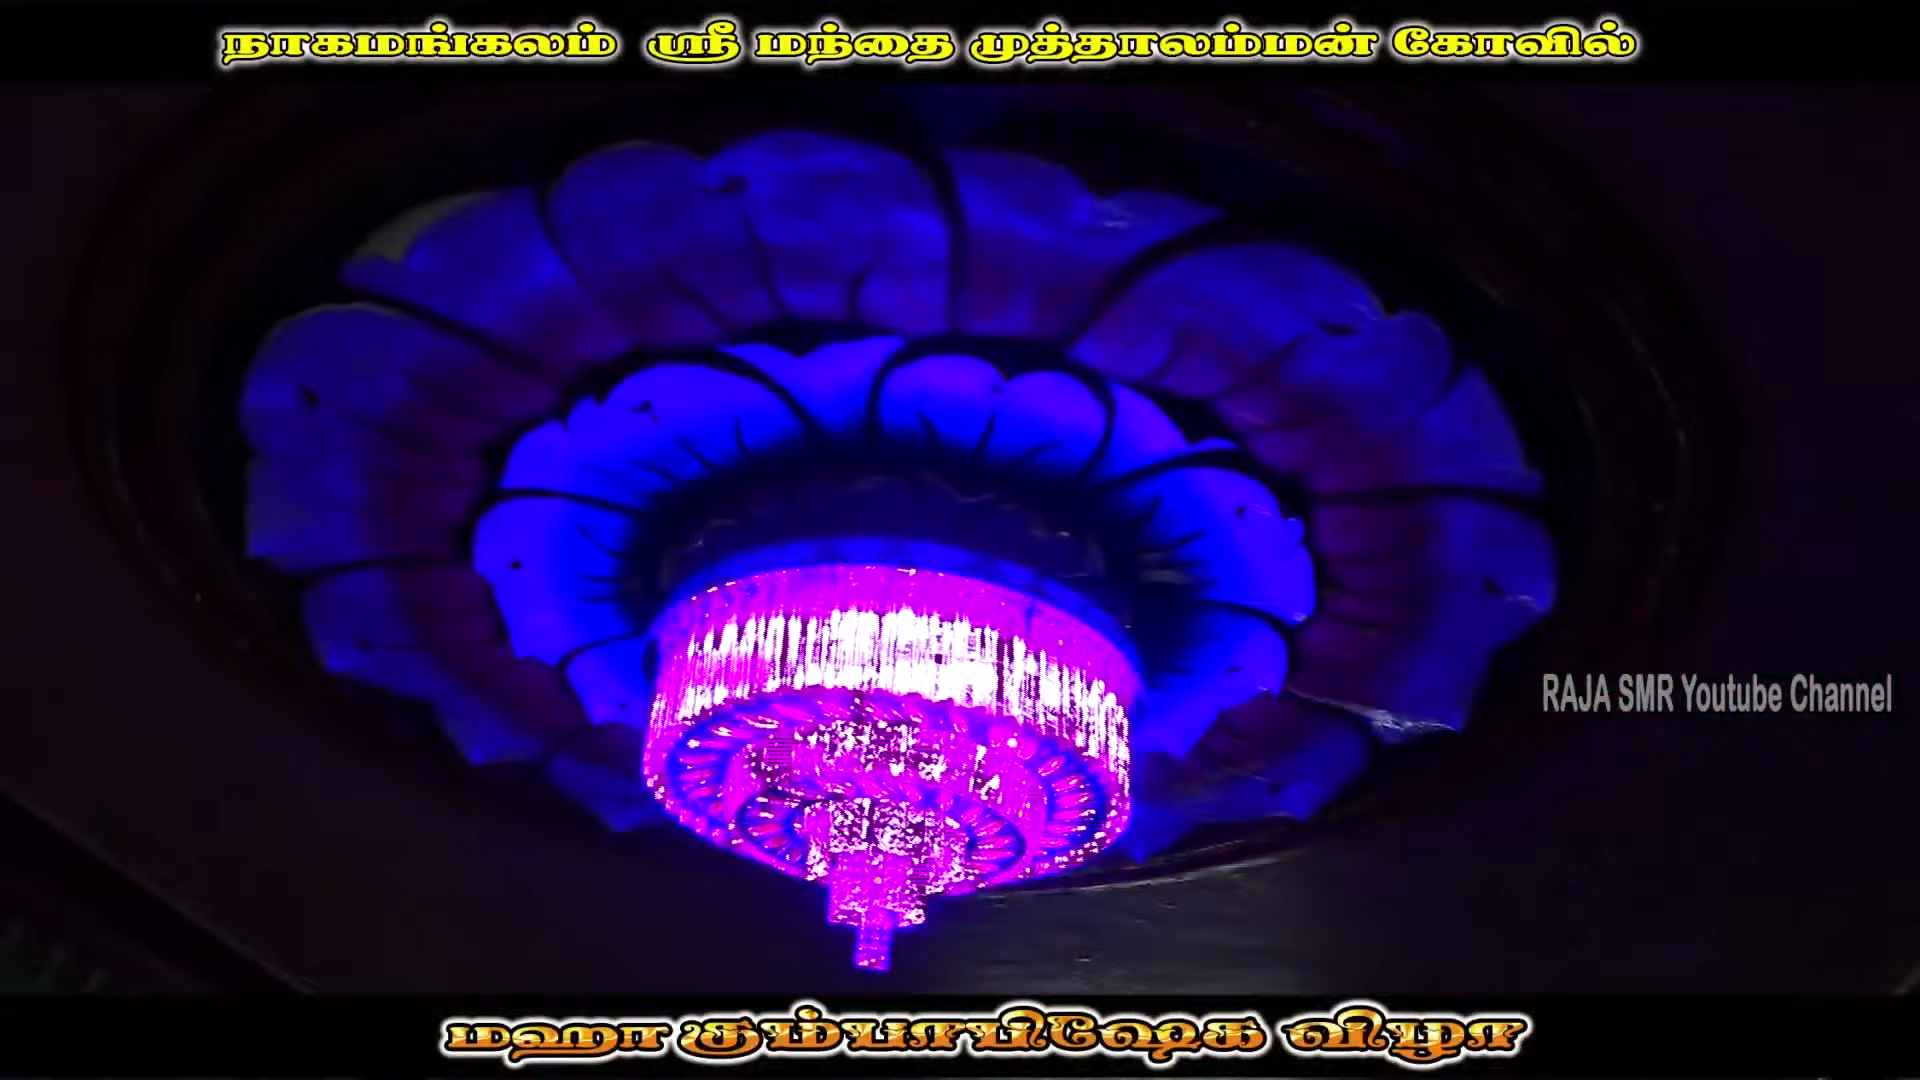 நாகமங்கலம் ஸ்ரீ மந்தை முத்தாலம்மன் கோவில்
RAJA SMR Youtube Channel
மஹா கும்பாபிஷேக விழா